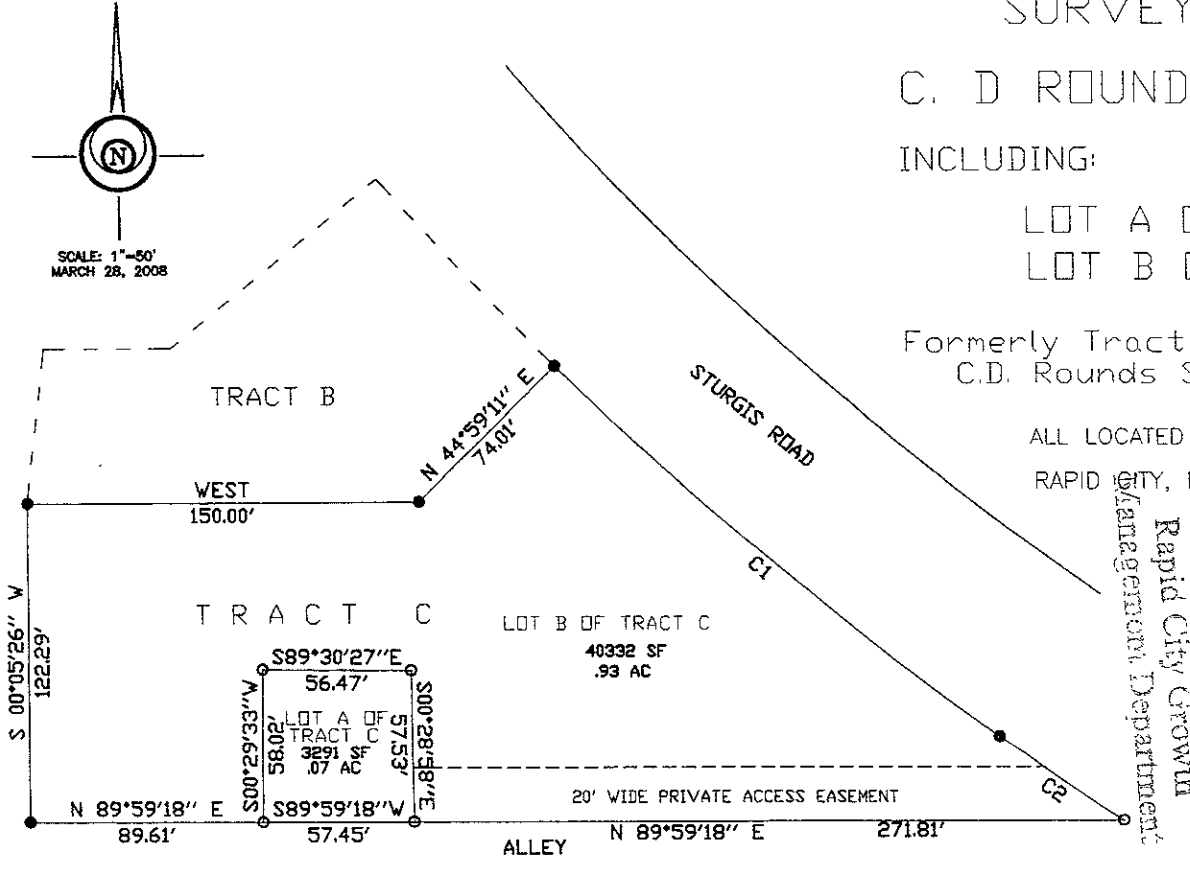 SURVEY
C. D ROUND
INCLUDING:
LOT A
LOT B
Formerly Tract
C.D. Rounds S
ALL LOCATED
RAPID CITY,
Rapid City Growth
Management Department
N
SCALE: 1"=50'
MARCH 28, 2008
TRACT B
N 44°59'11" E
74.01'
STURGIS ROAD
WEST
150.00'
C1
S 00°05'26" W
122.29'
TRACT C
LOT B OF TRACT C
40332 SF
.93 AC
S89°30'27"E
56.47'
S00°29'33"W
58.02'
LOT A OF
TRACT C
3291 SF
.07 AC
57.53'
S00°28'58"E
20' WIDE PRIVATE ACCESS EASEMENT
C2
N 89°59'18" E
89.61'
S89°59'18"W
57.45'
ALLEY
N 89°59'18" E
271.81'